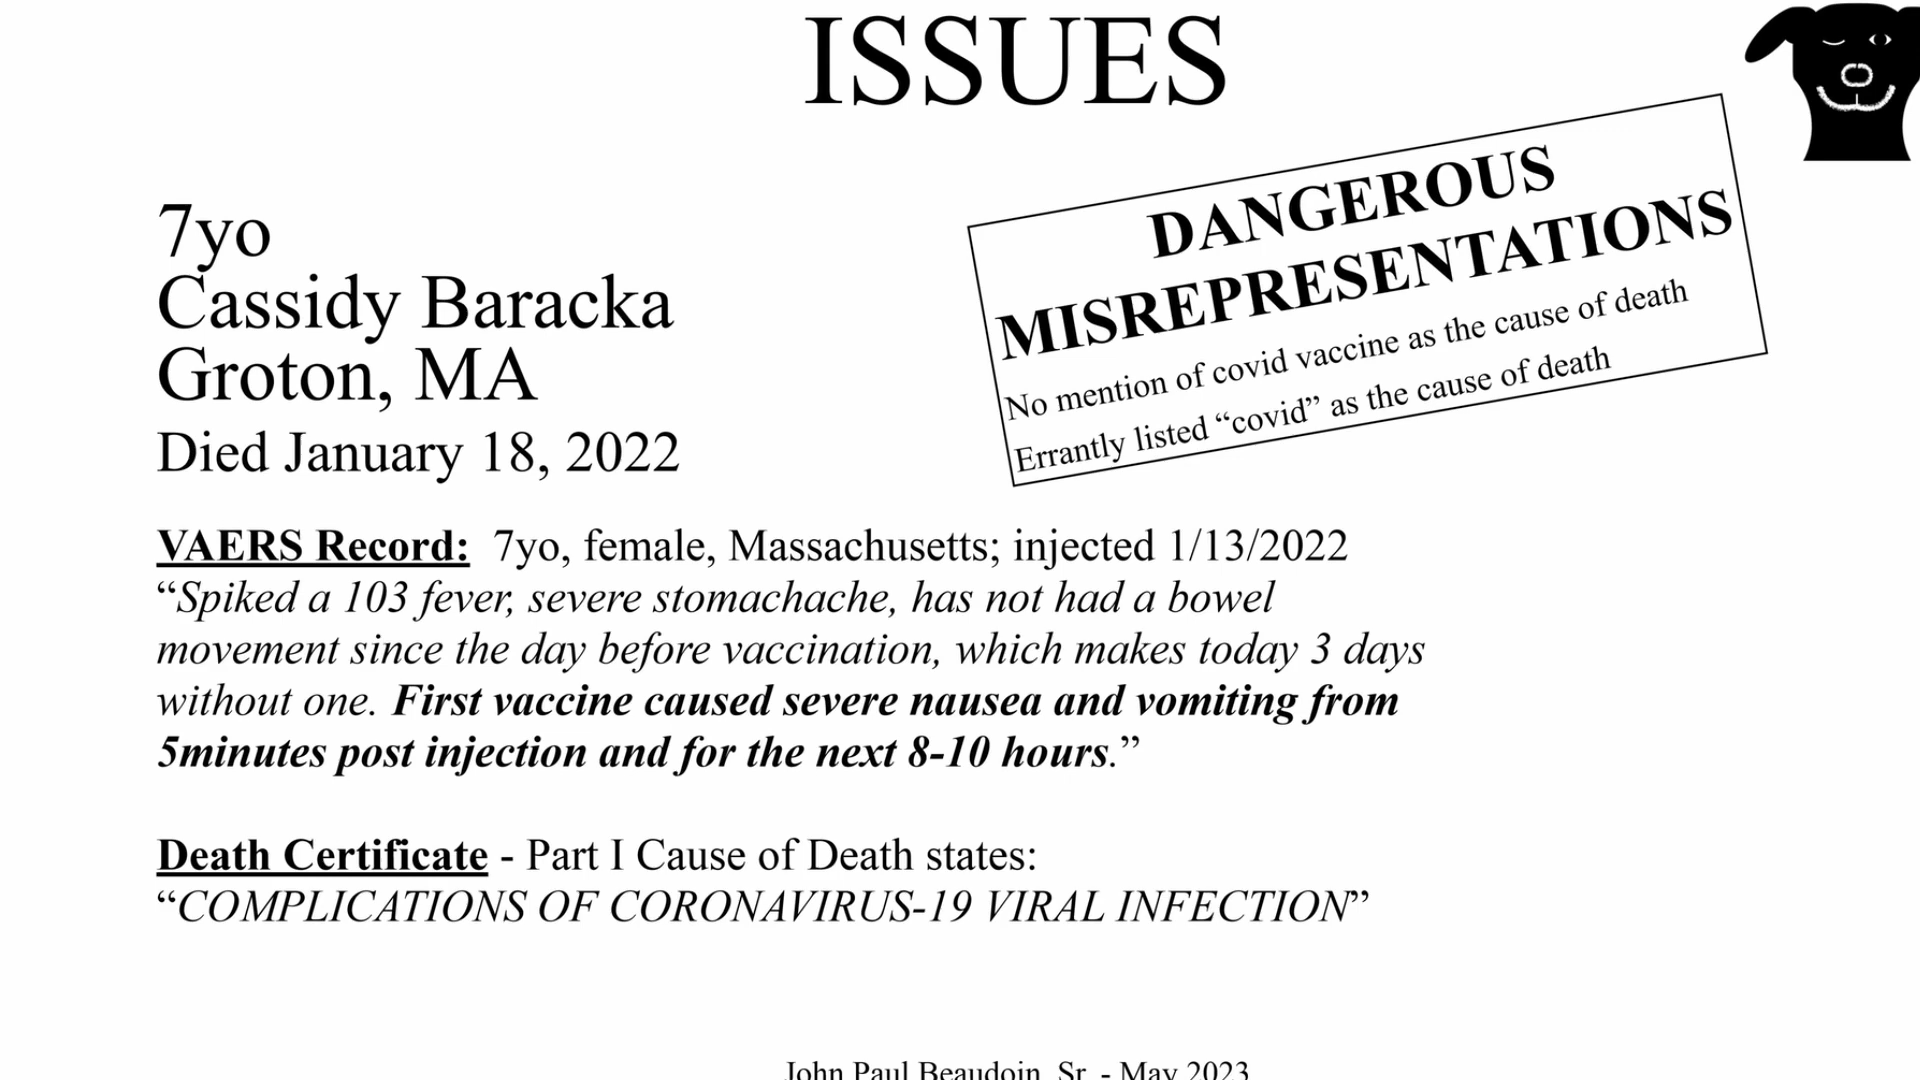 ISSUES
DANGEROUS
MISREPRESENTATIONS
No mention of covid vaccine as the cause of death
Errantly listed “covid” as the cause of death
7yo
Cassidy Baracka
Groton, MA
Died January 18, 2022
VAERS Record: 7yo, female, Massachusetts; injected 1/13/2022
“Spiked a 103 fever, severe stomachache, has not had a bowel
movement since the day before vaccination, which makes today 3 days
without one. First vaccine caused severe nausea and vomiting from
5minutes post injection and for the next 8-10 hours.”
Death Certificate - Part I Cause of Death states:
“COMPLICATIONS OF CORONAVIRUS-19 VIRAL INFECTION”
John Paul Beaudoin, Sr. - May 2023